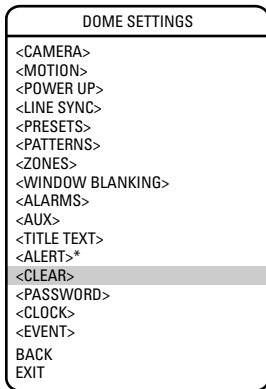 DOME SETTINGS
<CAMERA>
<MOTION>
<POWER UP>
<LINE SYNC>
<PRESETS>
<PATTERNS>
<ZONES>
<WINDOW BLANKING>
<ALARMS>
<AUX>
<TITLE TEXT>
<ALERT>*
<CLEAR>
<PASSWORD>
<CLOCK>
<EVENT>
BACK
EXIT